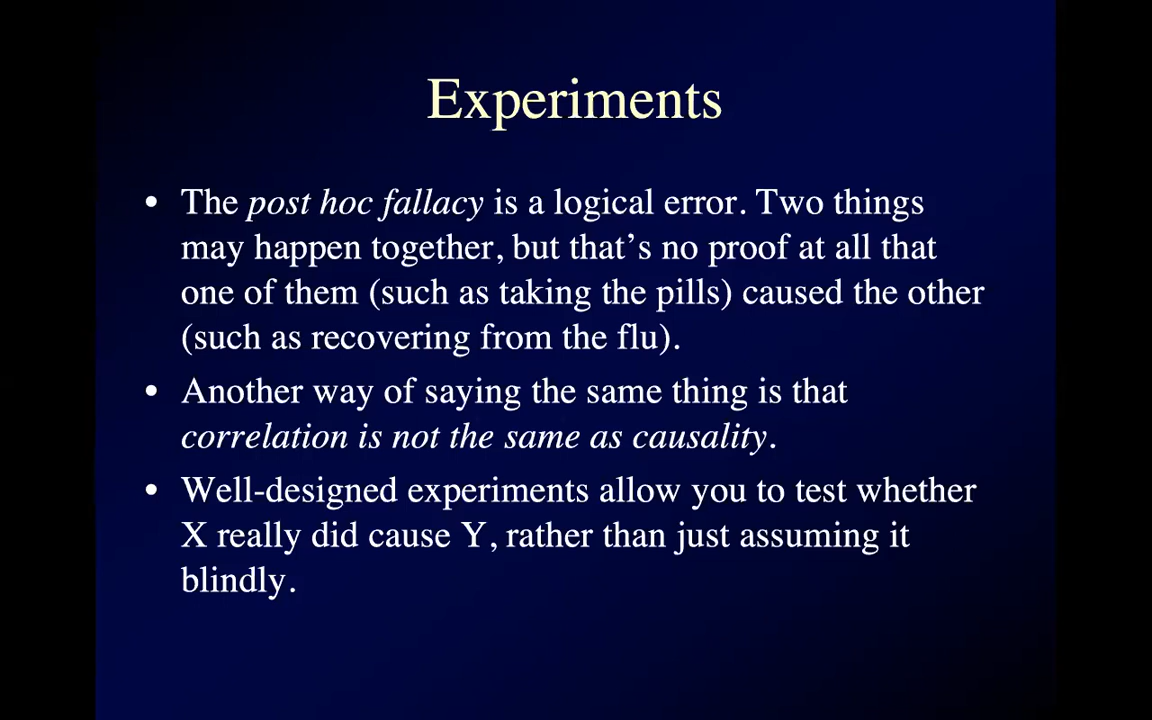 Experiments
• The post hoc fallacy is a logical error. Two things
may happen together, but that’s no proof at all that
one of them (such as taking the pills) caused the other
(such as recovering from the flu).
• Another way of saying the same thing is that
correlation is not the same as causality.
• Well-designed experiments allow you to test whether
X really did cause Y, rather than just assuming it
blindly.